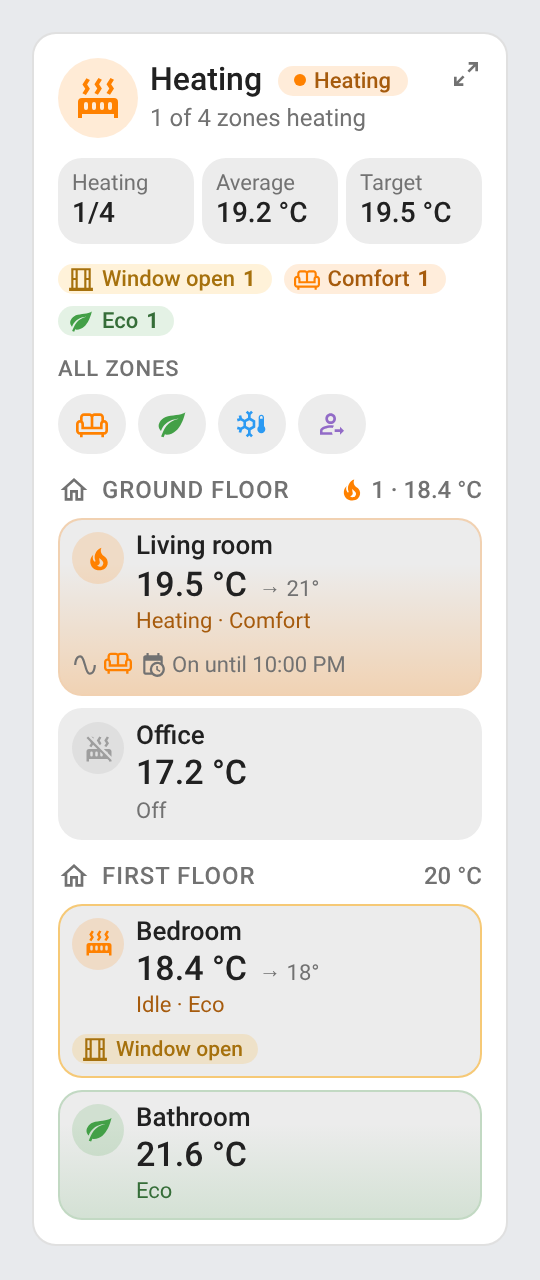 Heating Heating
1 of 4 zones heating
Heating Average Target
1/4 19.2 °C 19.5 °C
Window open 1 Comfort 1
Eco 1
ALL ZONES
GROUND FLOOR 1 · 18.4 °C
Living room
19.5 °C → 21°
Heating · Comfort
On until 10:00 PM
Office
17.2 °C
Off
FIRST FLOOR 20 °C
Bedroom
18.4 °C → 18°
Idle · Eco
Window open
Bathroom
21.6 °C
Eco